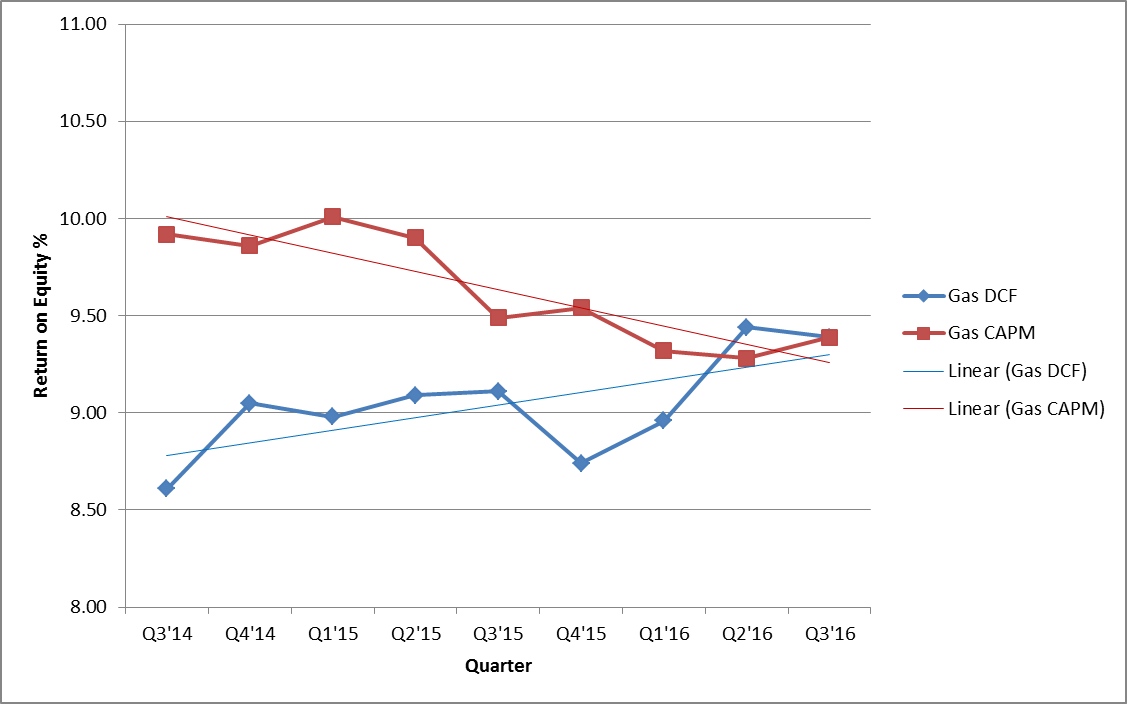 11.00
10.50
10.00
9.50
9.00
8.50
8.00
Return on Equity %
Q3'14 Q4'14 Q1'15 Q2'15 Q3'15 Q4'15 Q1'16 Q2'16 Q3'16
Quarter
Gas DCF
Gas CAPM
Linear (Gas DCF)
Linear (Gas CAPM)